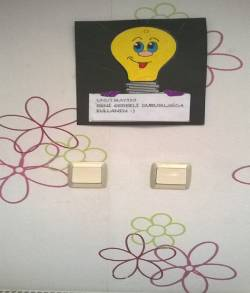 UNUTMAYIN
BENİ GEREKLİ DURUMLARDA
KULLANIN :)